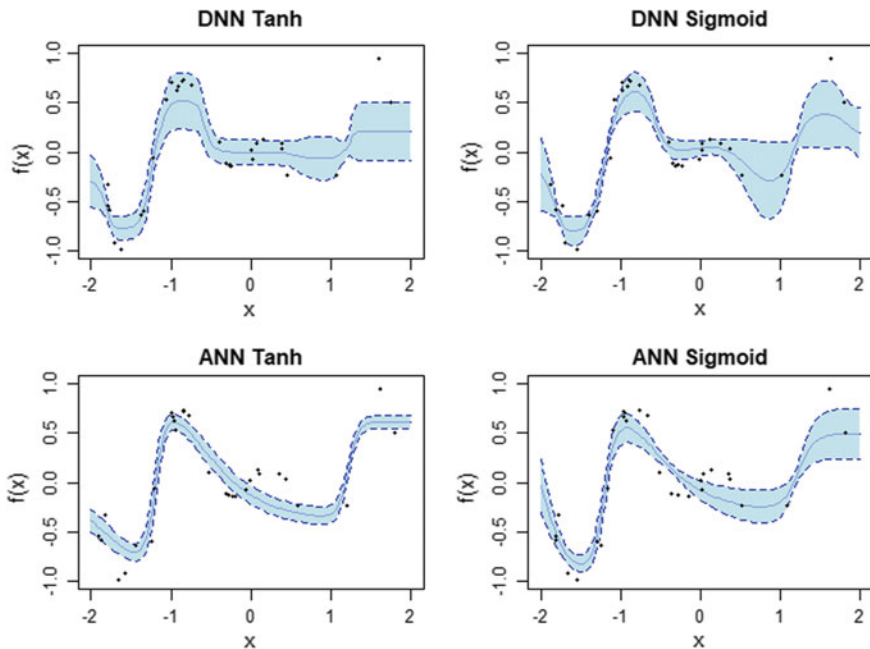 DNN Tanh
f(x)
1.0
0.5
0.0
-0.5
-1.0
-2 -1 0 1 2
x
DNN Sigmoid
f(x)
1.0
0.5
0.0
-0.5
-1.0
-2 -1 0 1 2
x
ANN Tanh
f(x)
1.0
0.5
0.0
-0.5
-1.0
-2 -1 0 1 2
x
ANN Sigmoid
f(x)
1.0
0.5
0.0
-0.5
-1.0
-2 -1 0 1 2
x